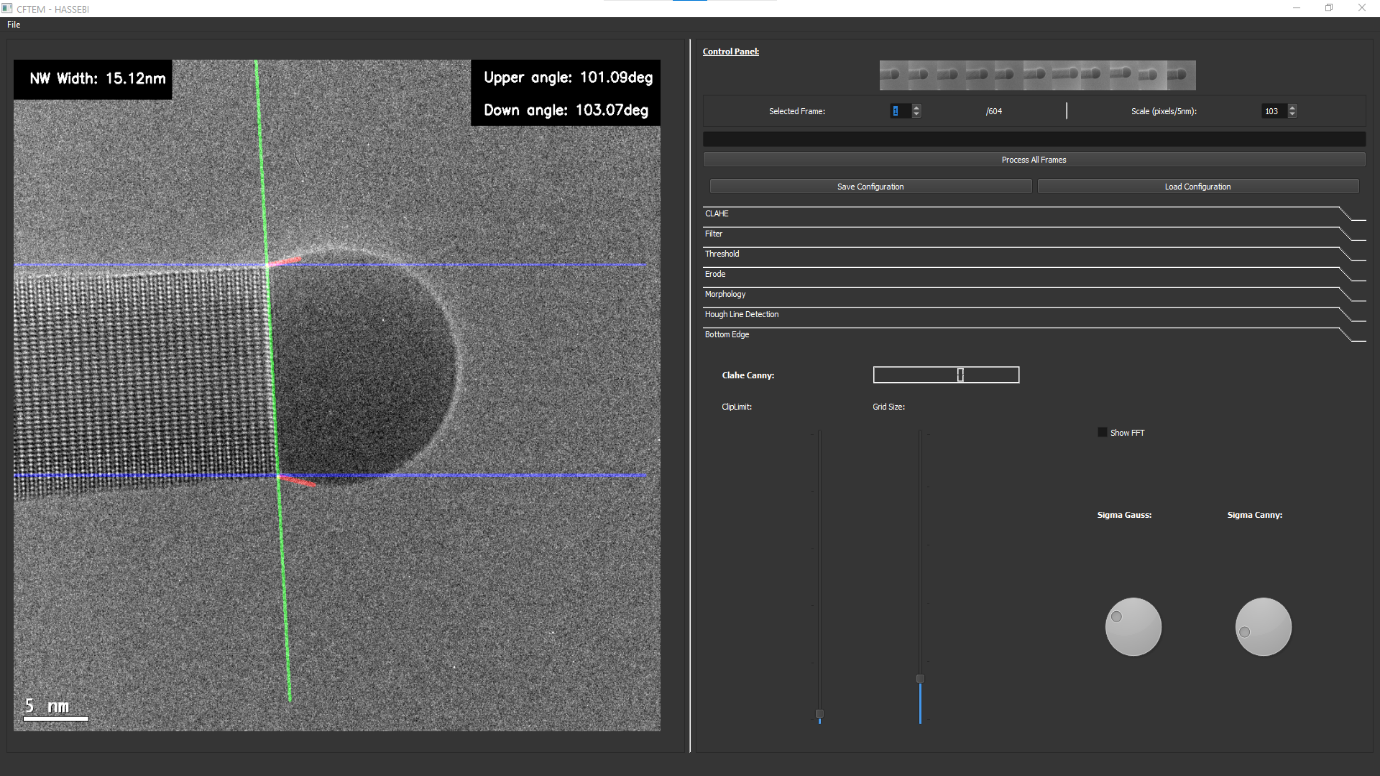 CFTEM - HASSEBI
File
NW Width: 15.12nm
Upper angle: 101.09deg
Down angle: 103.07deg
5 nm
Control Panel:
Selected Frame: 1 /604 Scale (pixels/5nm): 103
Process All Frames
Save Configuration Load Configuration
CLAHE
Filter
Threshold
Erode
Morphology
Hough Line Detection
Bottom Edge
Clahe Canny:
ClipLimit: Grid Size:
Show FFT
Sigma Gauss: Sigma Canny: